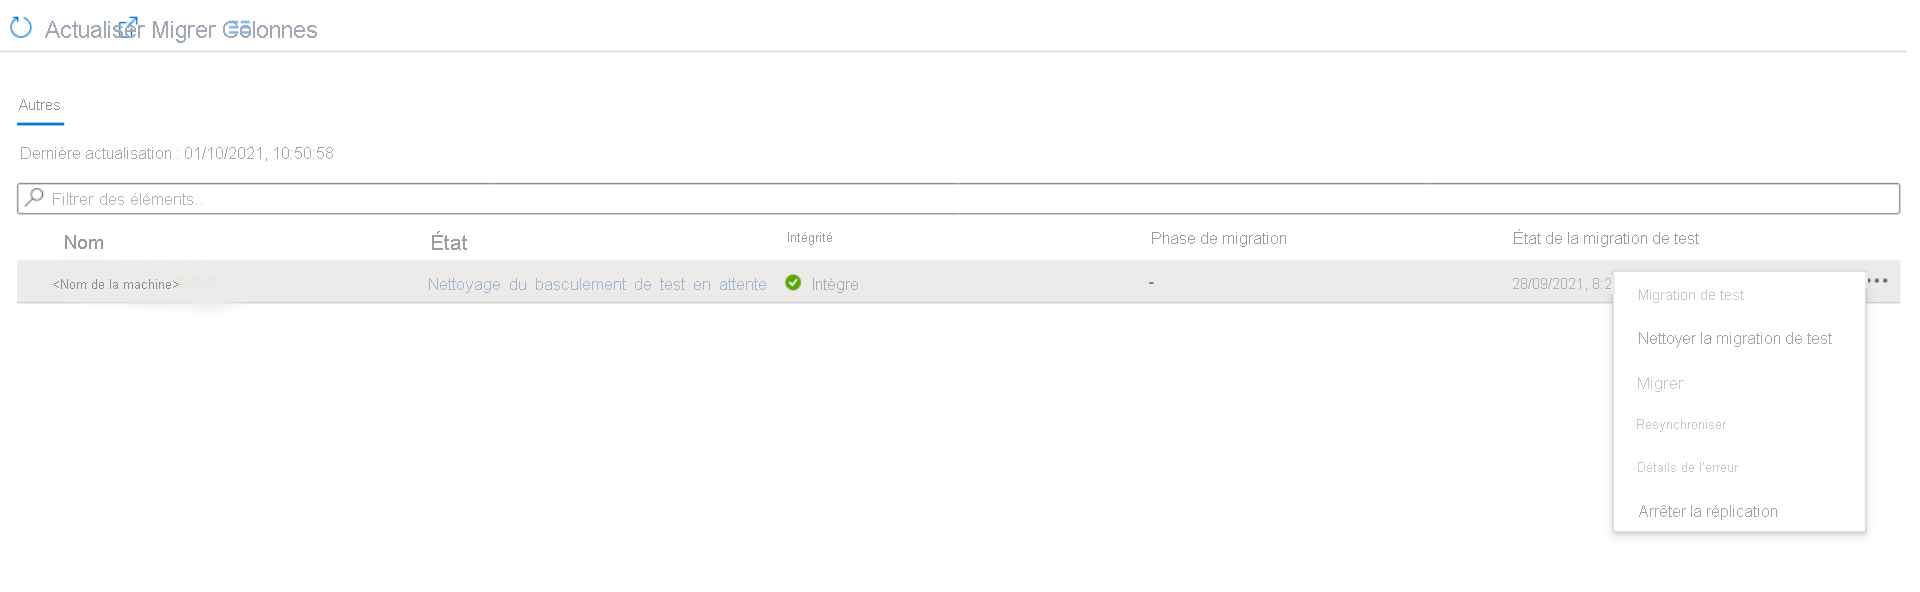 Actualiser Migrer Colonnes
Autres
Dernière actualisation : 01/10/2021, 10:50:58
Filtrer des éléments..
Nom État Intégrité Phase de migration État de la migration de test
<Nom de la machine> Nettoyage du basculement de test en attente Intègre - 28/09/2021, 8:2
Migration de test
Nettoyer la migration de test
Migrer
Resynchroniser
Détails de l'erreur
Arrêter la réplication